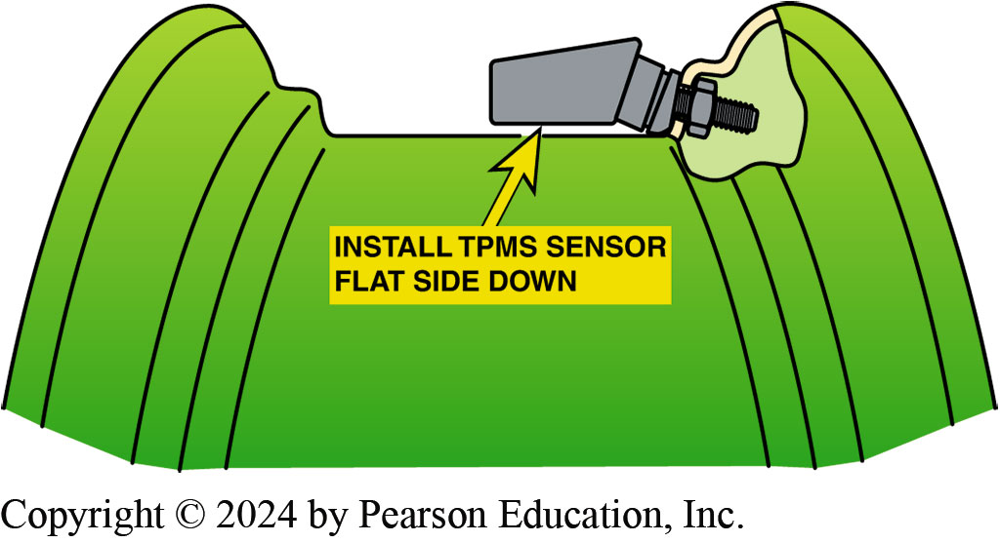 INSTALL TPMS SENSOR
FLAT SIDE DOWN
Copyright © 2024 by Pearson Education, Inc.